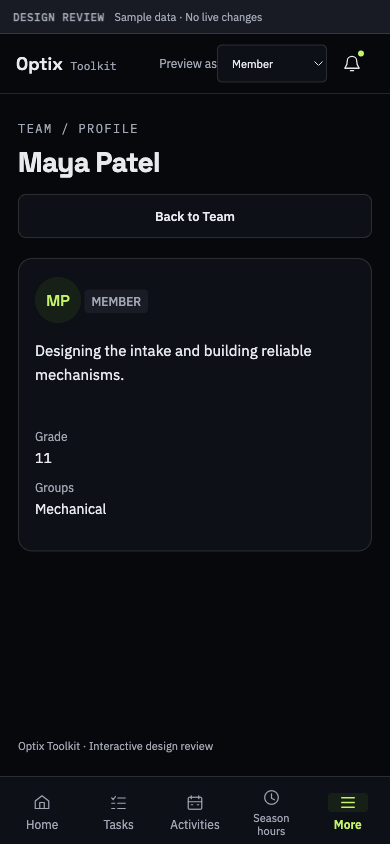 DESIGN REVIEW Sample data · No live changes
Optix Toolkit Preview as Member
TEAM / PROFILE
Maya Patel
Back to Team
MP MEMBER
Designing the intake and building reliable
mechanisms.
Grade
11
Groups
Mechanical
Optix Toolkit · Interactive design review
Home Tasks Activities Season hours More